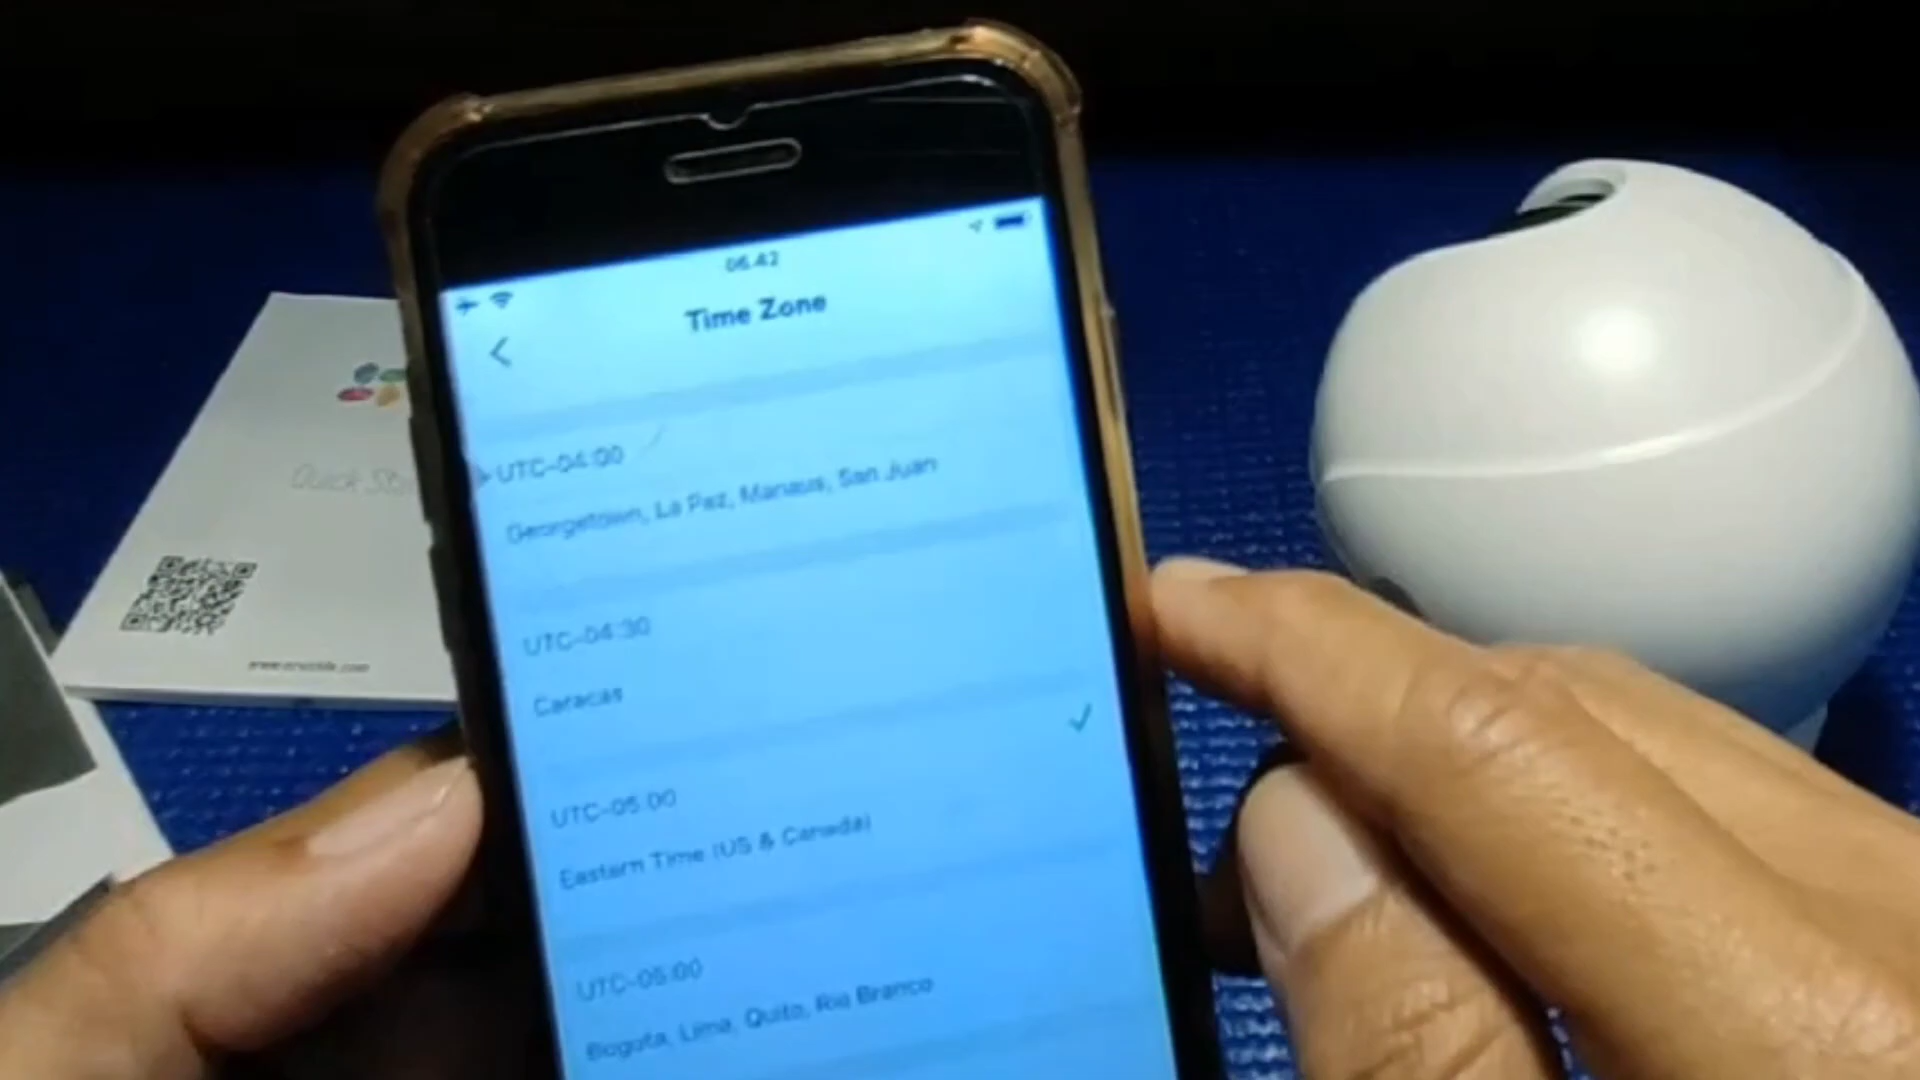 06.42
Time Zone
UTC-04:00
Georgetown, La Paz, Manaus, San Juan
UTC-04:30
Caracas
UTC-05:00
Eastern Time (US & Canada)
UTC-05:00
Bogota, Lima, Quito, Rio Branco
Quick